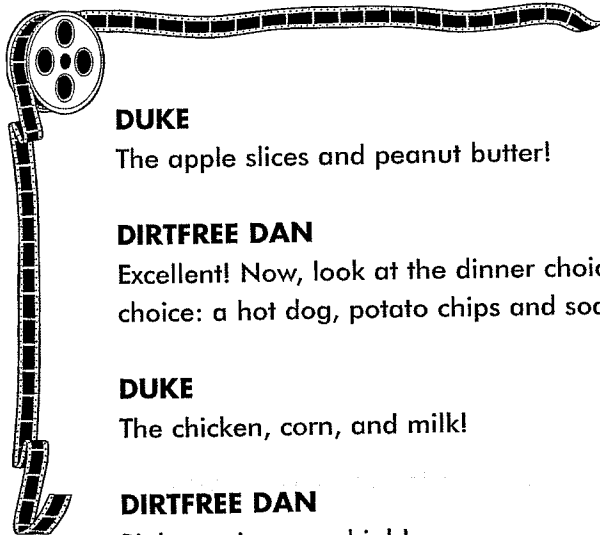 DUKE
The apple slices and peanut butter!
DIRTFREE DAN
Excellent! Now, look at the dinner
choice: a hot dog, potato chips and
DUKE
The chicken, corn, and milk!
DIRTFREE DAN